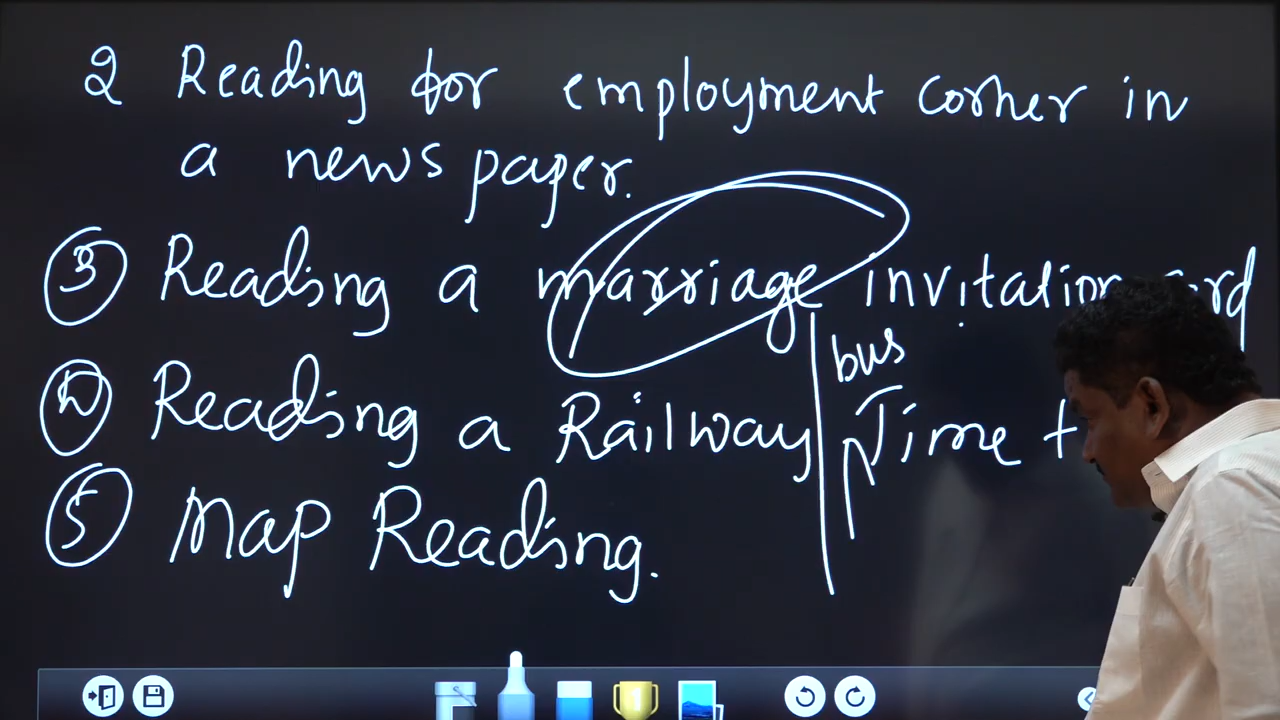 2 Reading for employment corner in
a news paper.
3 Reading a marriage invitation
bus
4 Reading a Railway Time
5 Map Reading.